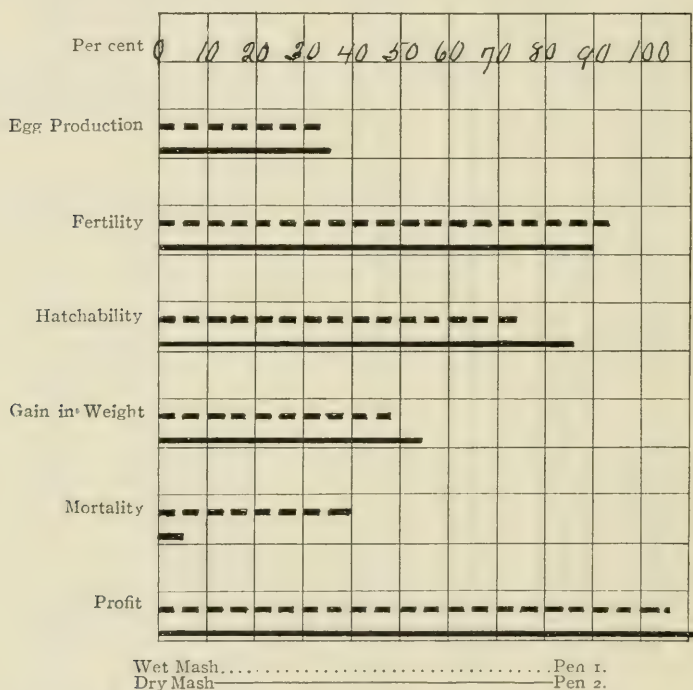 Per cent 0 10 20 30 40 50 60 70 80 90 100
Egg Production
Fertility
Hatchability
Gain in Weight
Mortality
Profit
Wet Mash........................................Pen 1.
Dry Mash————————Pen 2.